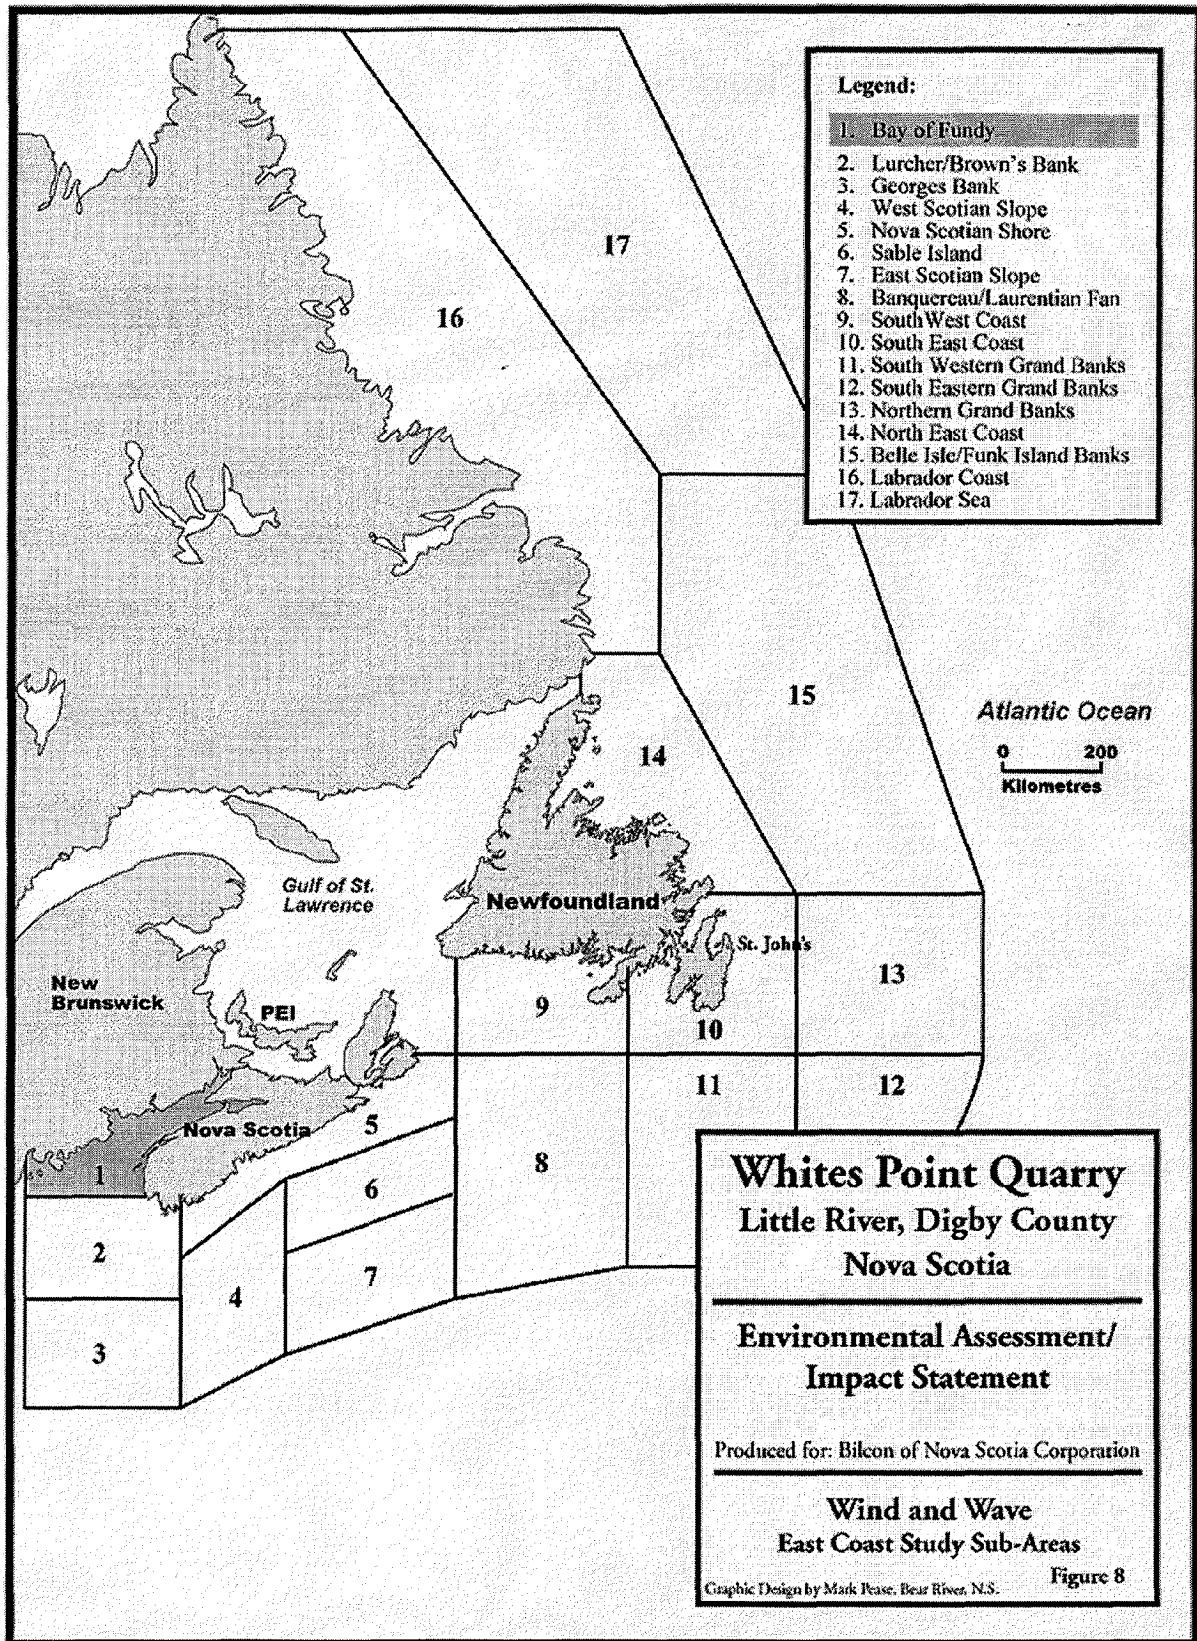 Legend:
1. Bay of Fundy
2. Lurcher/Brown's Bank
3. Georges Bank
4. West Scotian Slope
5. Nova Scotian Shore
6. Sable Island
7. East Scotian Slope
8. Banquereau/Laurentian Fan
9. SouthWest Coast
10. South East Coast
11. South Western Grand Banks
12. South Eastern Grand Banks
13. Northern Grand Banks
14. North East Coast
15. Belle Isle/Funk Island Banks
16. Labrador Coast
17. Labrador Sea
17
16
15
Atlantic Ocean
0 200
Kilometres
14
Gulf of St.
Lawrence
Newfoundland
St. John's
13
New
Brunswick
PEI
9
10
11
12
Nova Scotia
5
8
1
6
2
7
4
3
Whites Point Quarry
Little River, Digby County
Nova Scotia
Environmental Assessment/
Impact Statement
Produced for: Bilcon of Nova Scotia Corporation
Wind and Wave
East Coast Study Sub-Areas
Figure 8
Graphic Design by Mark Pease, Bear River, N.S.